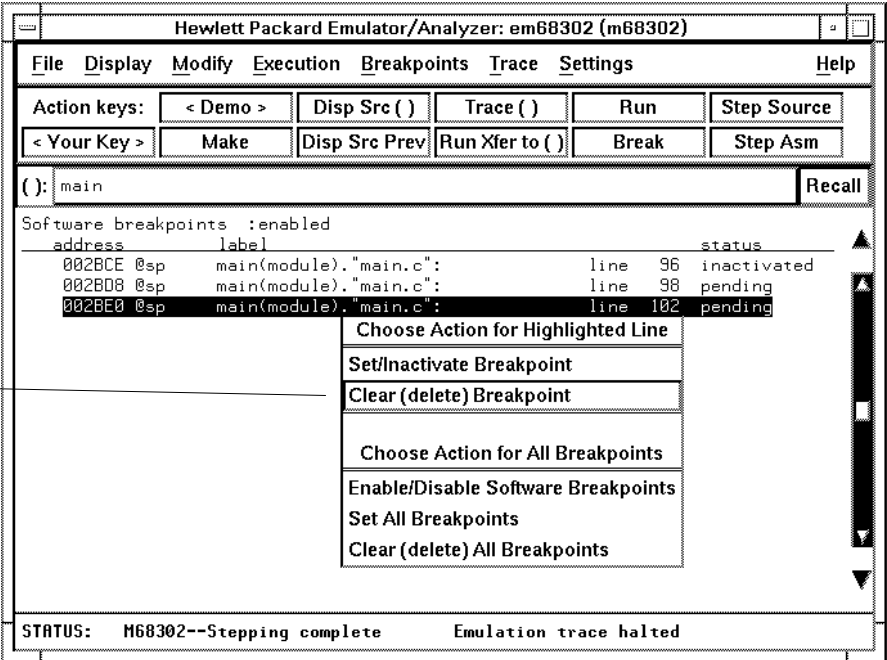 Hewlett Packard Emulator/Analyzer: em68302 (m68302)
File Display Modify Execution Breakpoints Trace Settings Help
Action keys: < Demo > Disp Src ( ) Trace ( ) Run Step Source
< Your Key > Make Disp Src Prev Run Xfer to ( ) Break Step Asm
( ): main Recall
Software breakpoints :enabled
address label status
002BCE @sp main(module)."main.c": line 96 inactivated
002BD8 @sp main(module)."main.c": line 98 pending
002BE0 @sp main(module)."main.c": line 102 pending
Choose Action for Highlighted Line
Set/Inactivate Breakpoint
Clear (delete) Breakpoint
Choose Action for All Breakpoints
Enable/Disable Software Breakpoints
Set All Breakpoints
Clear (delete) All Breakpoints
STATUS: M68302--Stepping complete Emulation trace halted